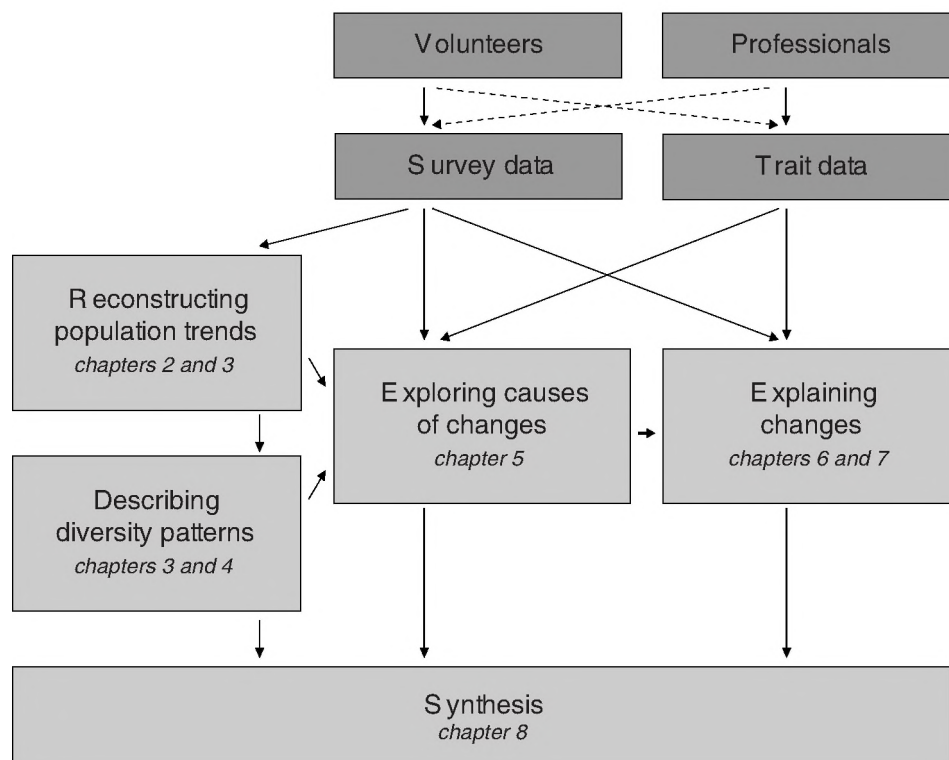 Volunteers
Professionals
Survey data
Trait data
Reconstructing
population trends
chapters 2 and 3
Exploring causes
of changes
chapter 5
Explaining
changes
chapters 6 and 7
Describing
diversity patterns
chapters 3 and 4
Synthesis
chapter 8